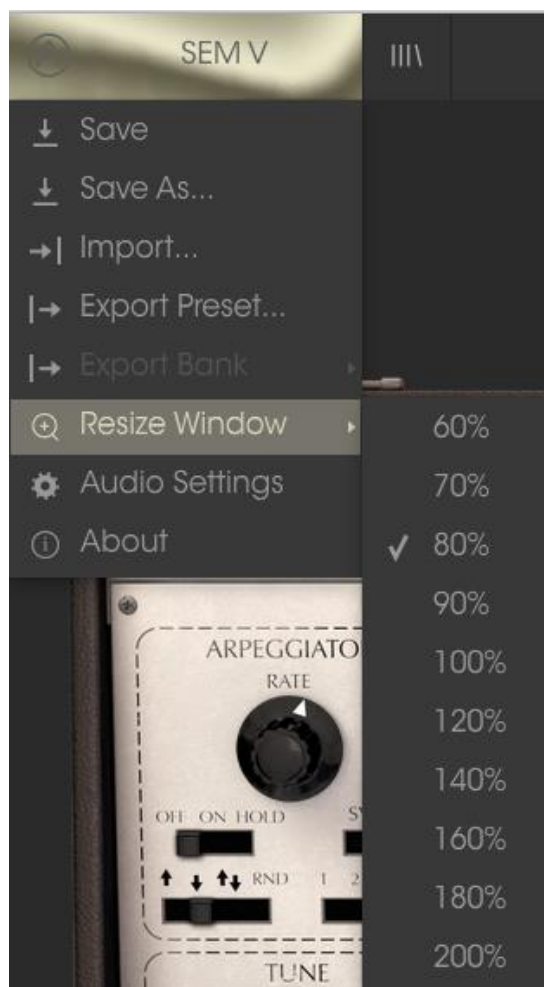 SEM V
Save
Save As...
Import...
Export Preset...
Export Bank
Resize Window
Audio Settings
About
60%
70%
80%
90%
100%
120%
140%
160%
180%
200%
ARPEGGIATO
RATE
OFF ON HOLD
RND 1 2
TUNE